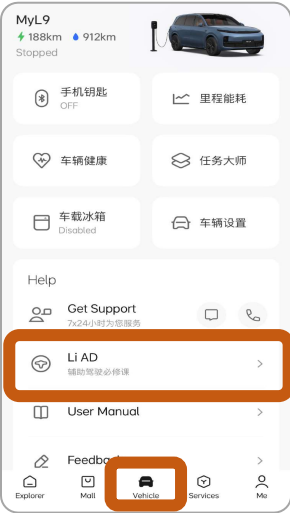 MyL9
188km 912km
Stopped
手机钥匙
OFF
里程能耗
车辆健康
任务大师
车载冰箱
Disabled
车辆设置
Help
Get Support
7x24小时为您服务
Li AD
辅助驾驶必修课
User Manual
Feedba
Explorer Mall Vehicle Services Me